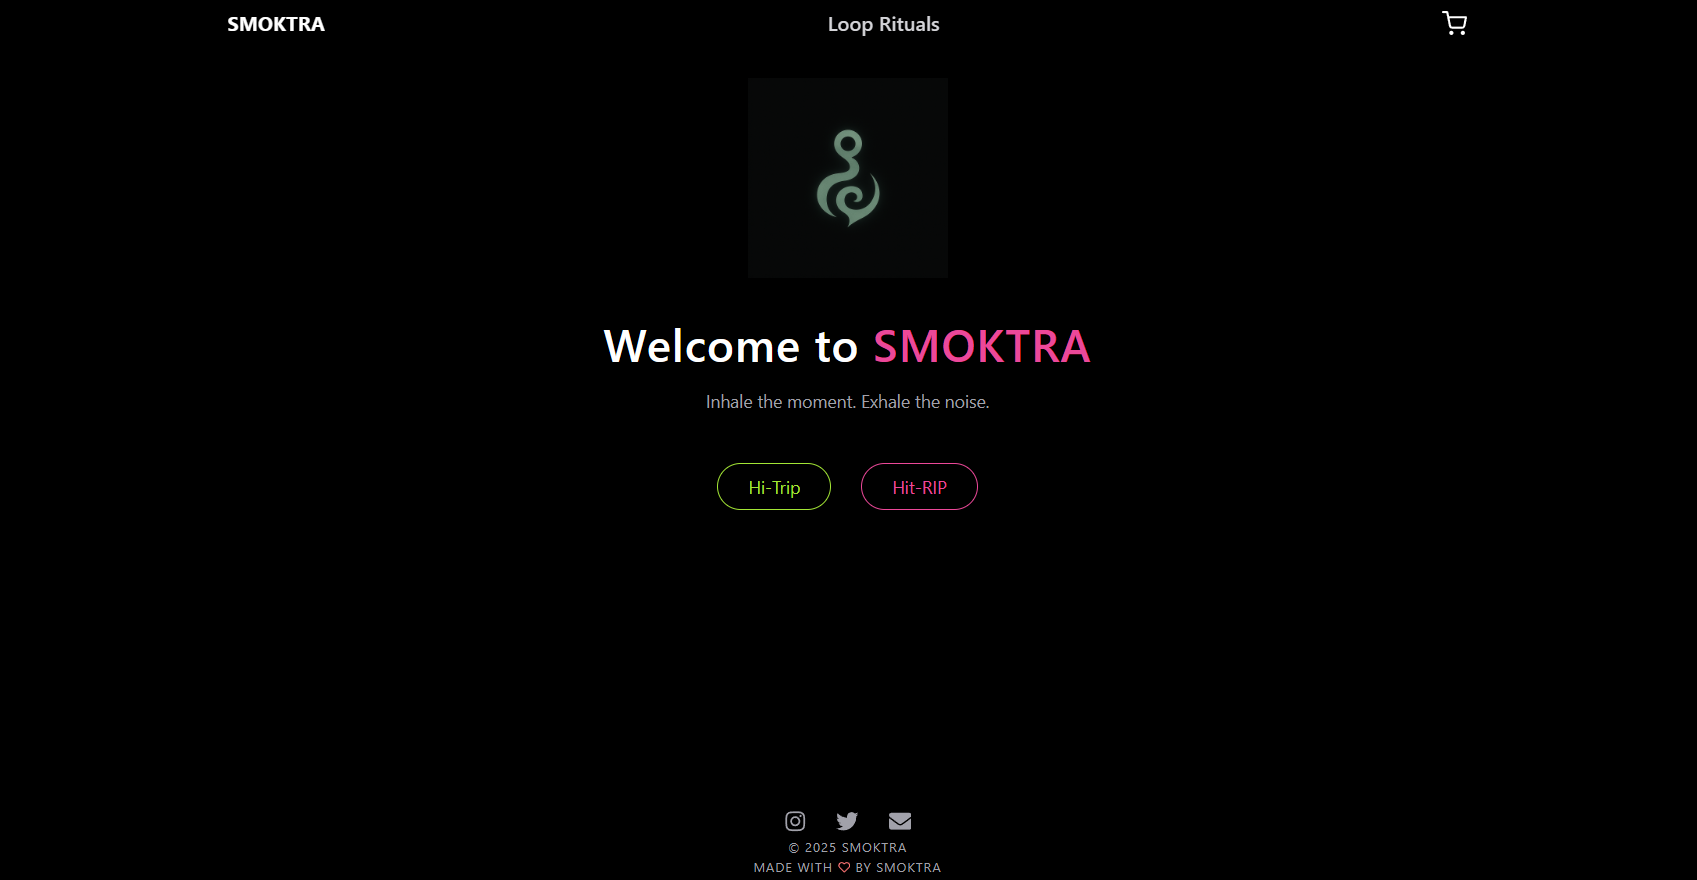 SMOKTRA
Loop Rituals
Welcome to SMOKTRA
Inhale the moment. Exhale the noise.
Hi-Trip
Hit-RIP
© 2025 SMOKTRA
MADE WITH ♡ BY SMOKTRA